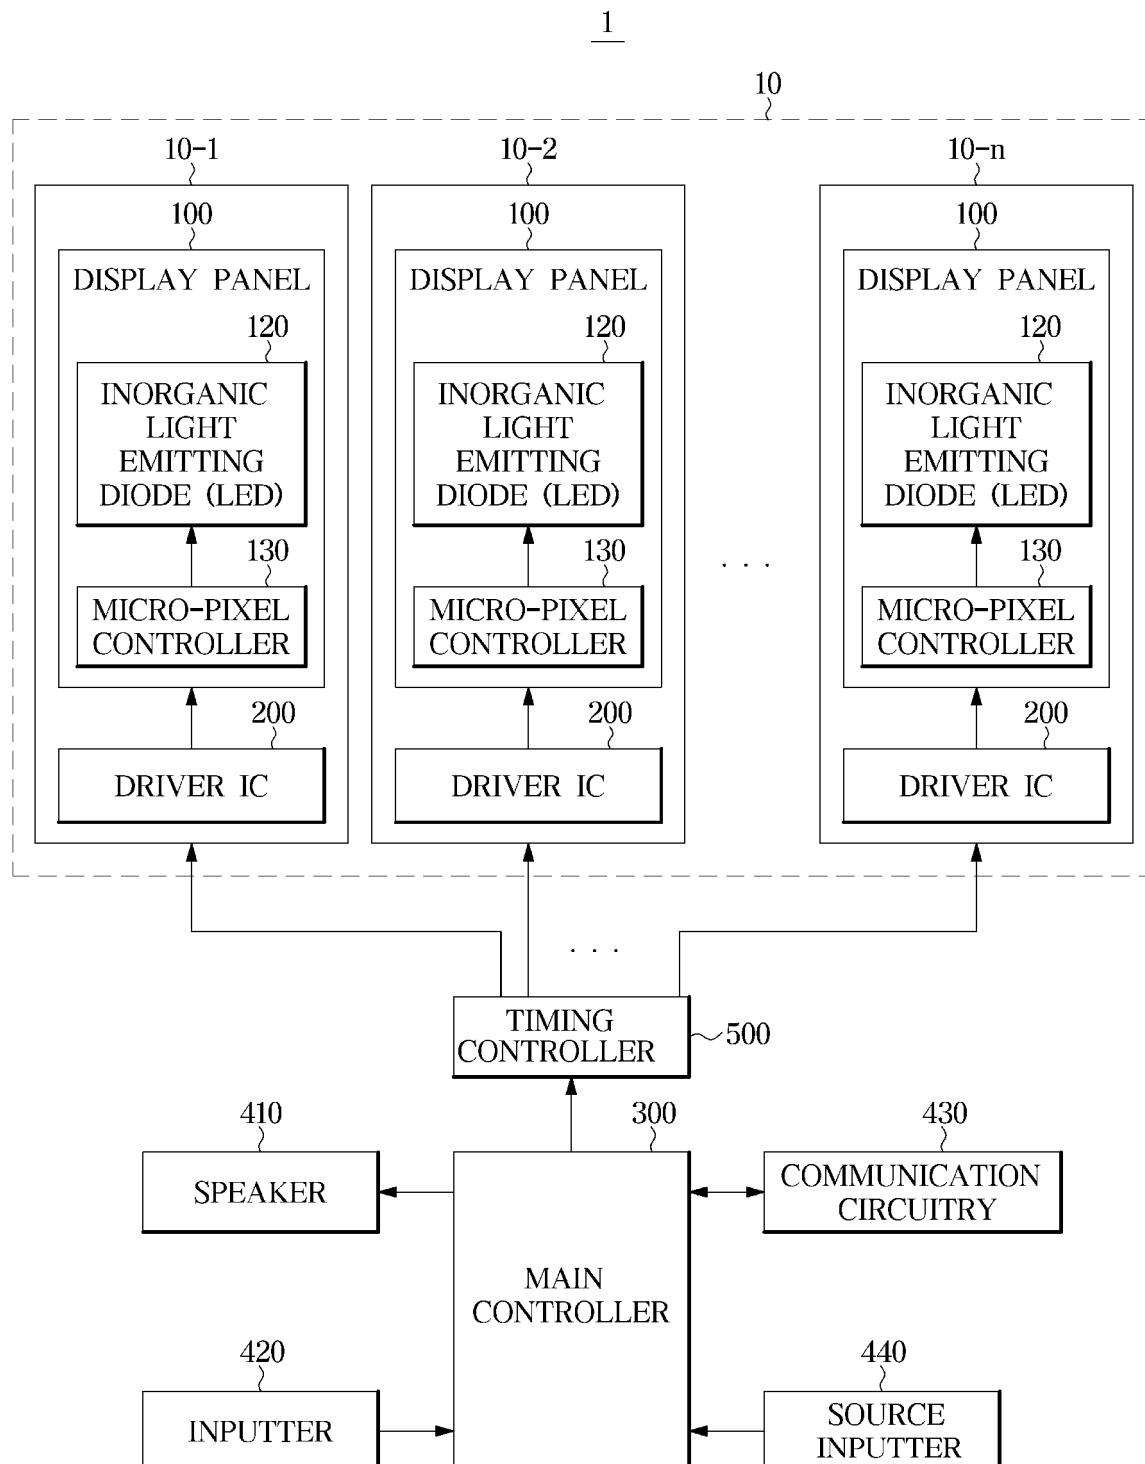 1
10
10-1 10-2 10-n
100 100 100
DISPLAY PANEL DISPLAY PANEL DISPLAY PANEL
120 120 120
INORGANIC INORGANIC INORGANIC
LIGHT LIGHT LIGHT
EMITTING EMITTING EMITTING
DIODE (LED) DIODE (LED) DIODE (LED)
130 130 130
. . .
MICRO-PIXEL MICRO-PIXEL MICRO-PIXEL
CONTROLLER CONTROLLER CONTROLLER
200 200 200
DRIVER IC DRIVER IC DRIVER IC
. . .
TIMING
CONTROLLER
500
410 300 430
SPEAKER
COMMUNICATION
CIRCUITRY
MAIN
CONTROLLER
420 440
INPUTTER
SOURCE
INPUTTER